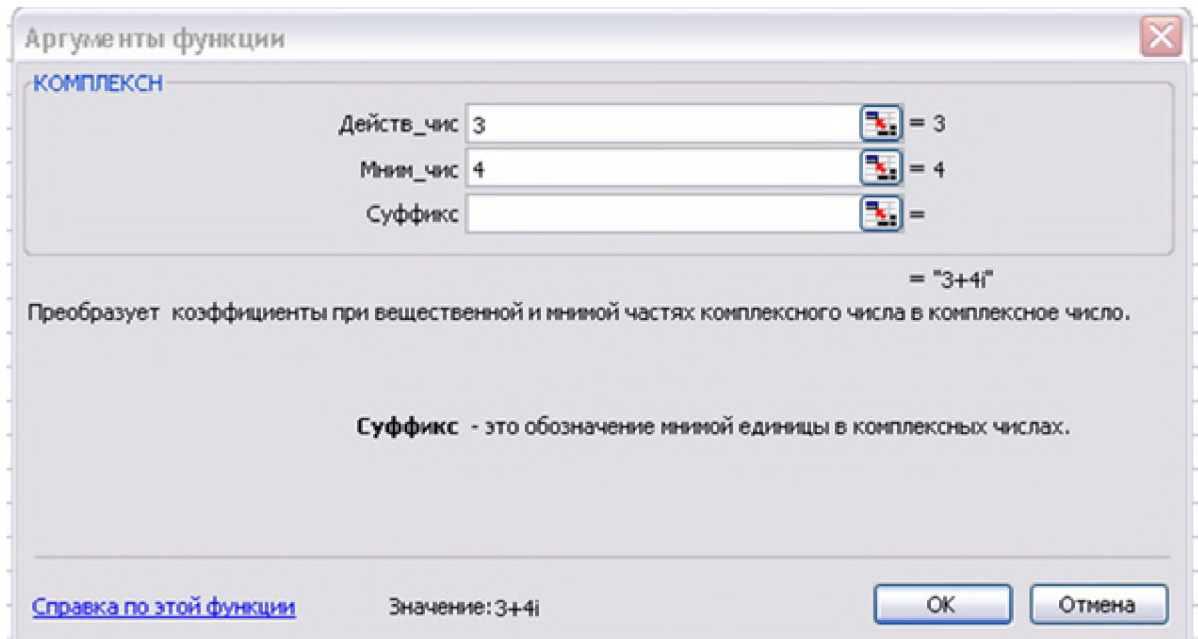 Аргументы функции
КОМПЛЕКСН
Действ_чис 3 = 3
Мним_чис 4 = 4
Суффикс =
= "3+4i"
Преобразует коэффициенты при вещественной и мнимой частях комплексного числа в комплексное число.
Суффикс - это обозначение мнимой единицы в комплексных числах.
Справка по этой функции Значение: 3+4i ОК Отмена